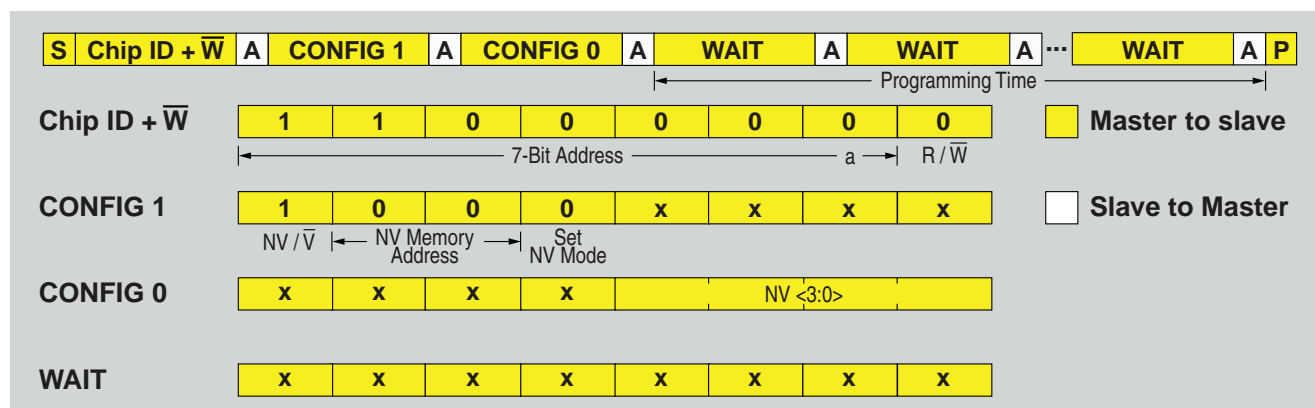 S Chip ID + W̅ A CONFIG 1 A CONFIG 0 A WAIT A WAIT A ... WAIT A P
Programming Time
Chip ID + W̅ 1 1 0 0 0 0 0 0 Master to slave
7-Bit Address a R / W̅
CONFIG 1 1 0 0 0 x x x x Slave to Master
NV / V̅ NV Memory Address Set NV Mode
CONFIG 0 x x x x NV <3:0>
WAIT x x x x x x x x